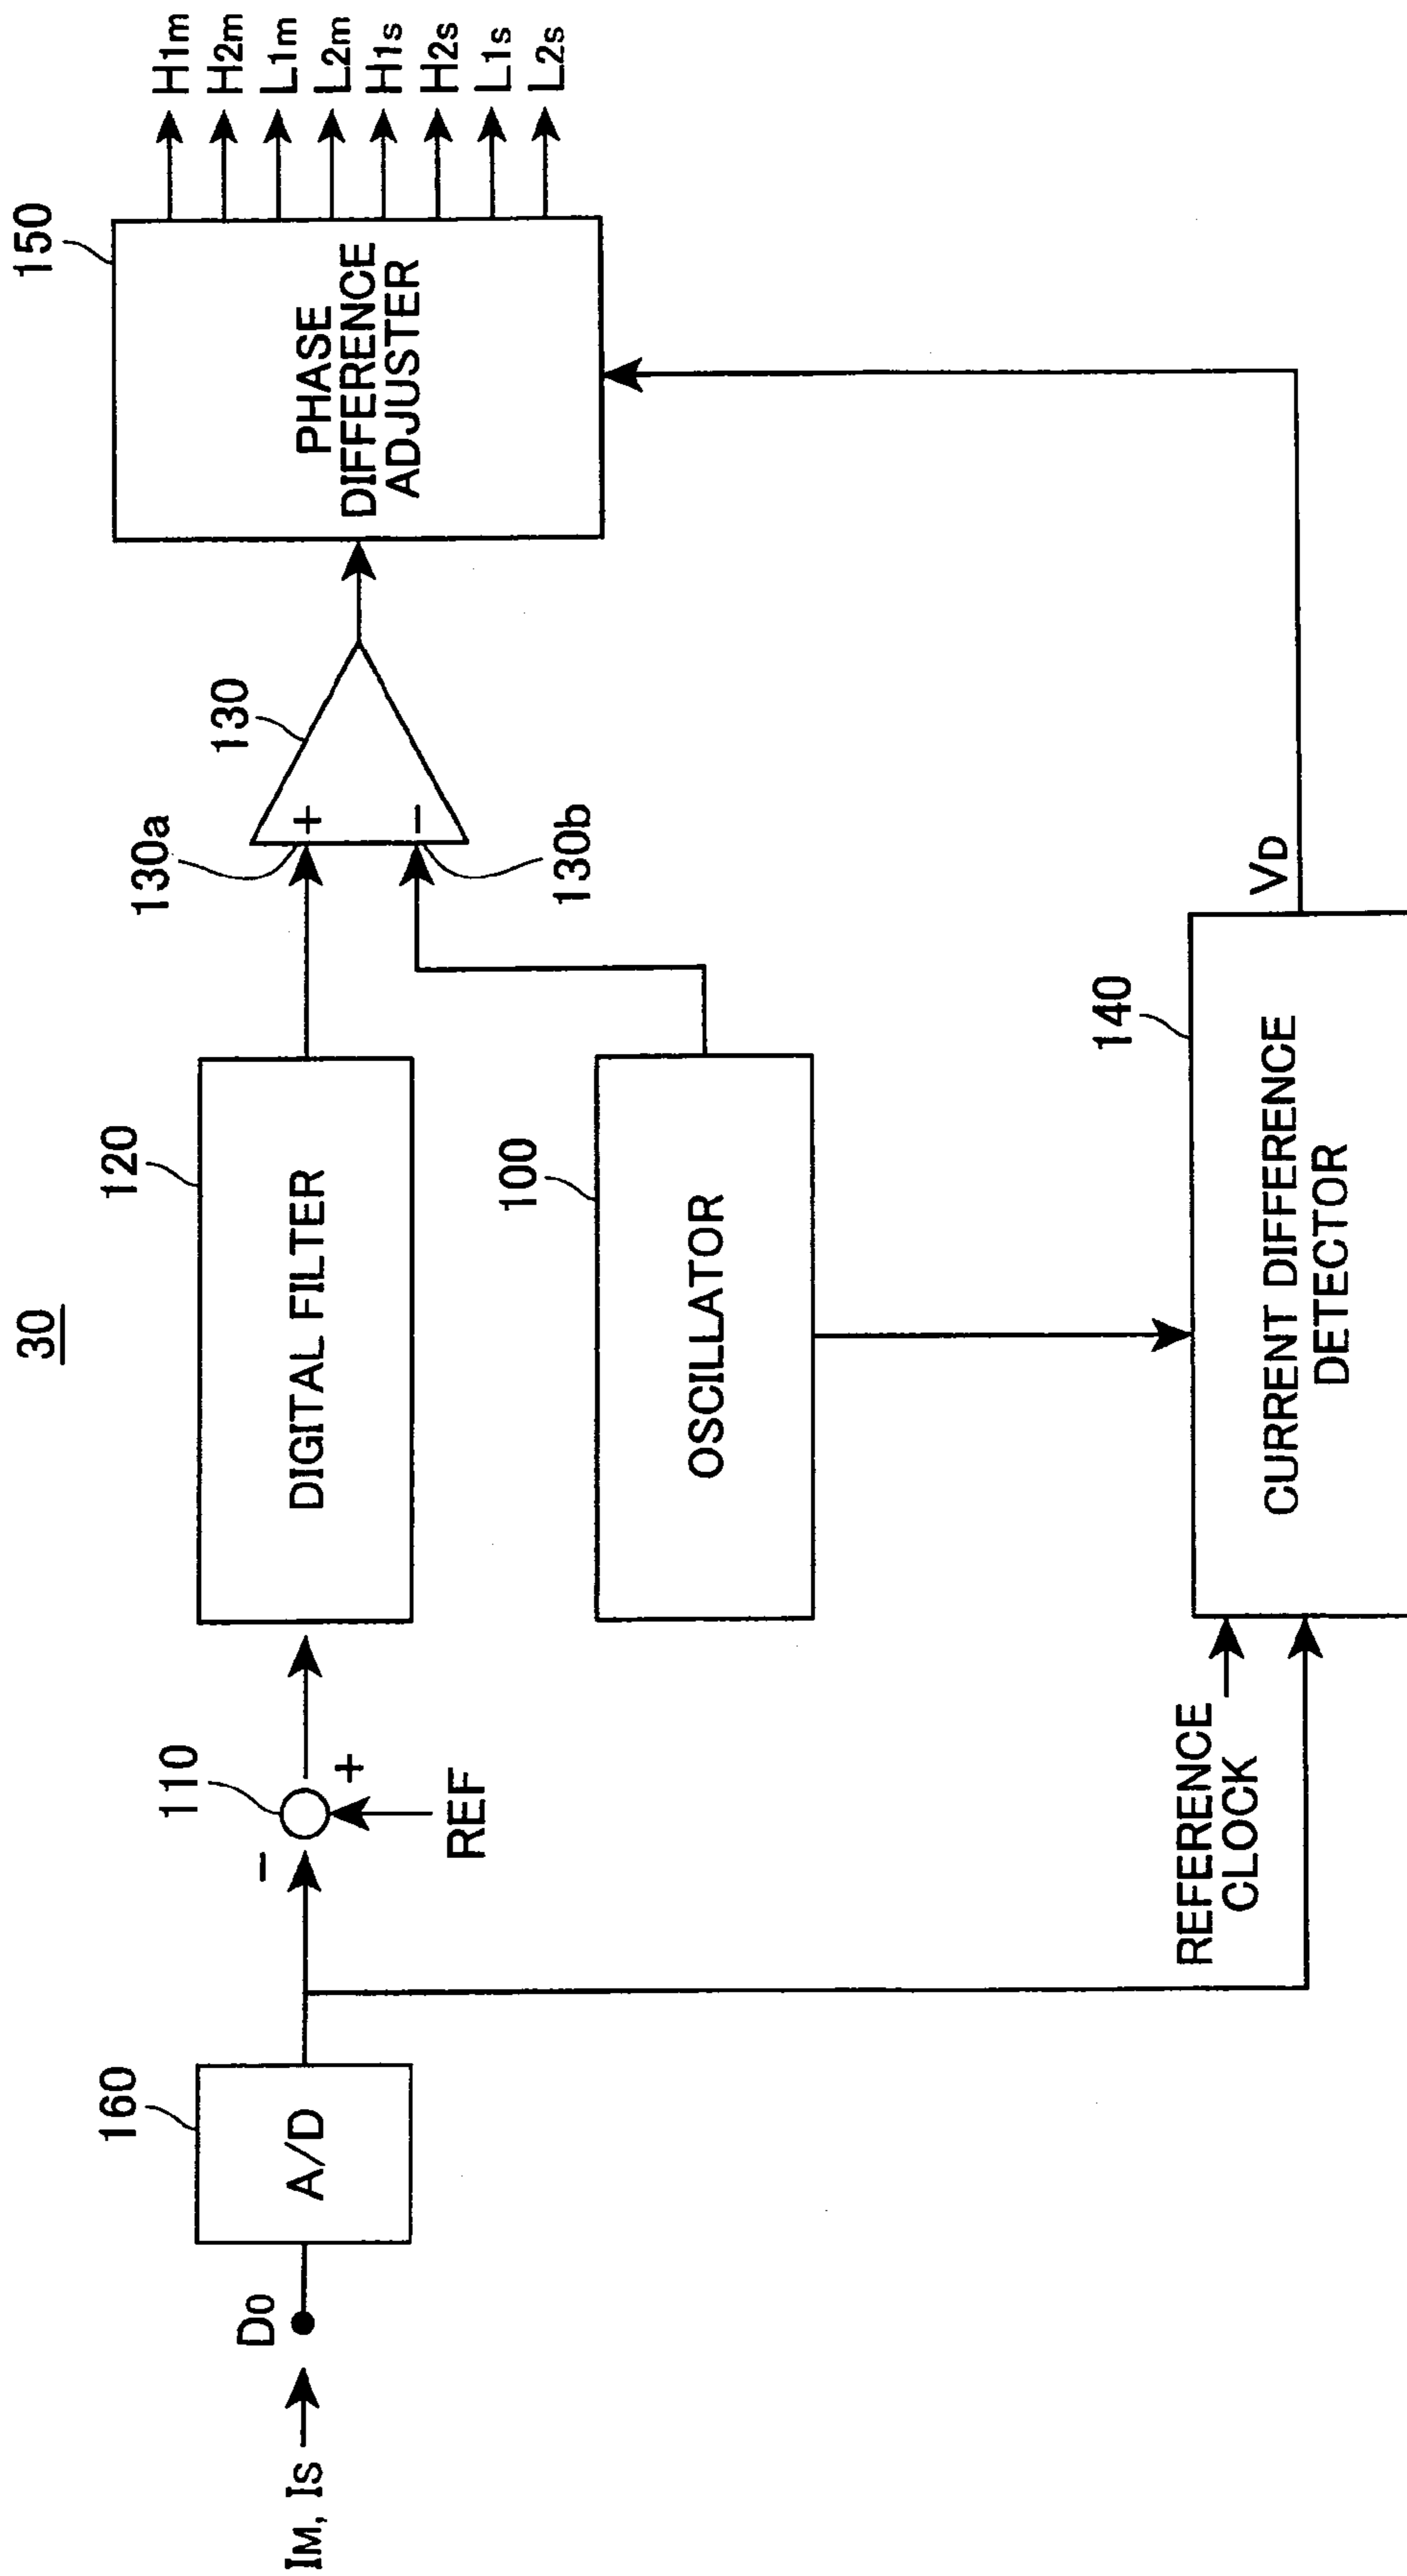 30
150
H1m
H2m
L1m
L2m
H1s
H2s
L1s
L2s
PHASE
DIFFERENCE
ADJUSTER
130
130a
+
−
130b
120
DIGITAL FILTER
100
OSCILLATOR
110
−
+
REF
160
A/D
D0
IM, IS
140
CURRENT DIFFERENCE
DETECTOR
VD
REFERENCE
CLOCK